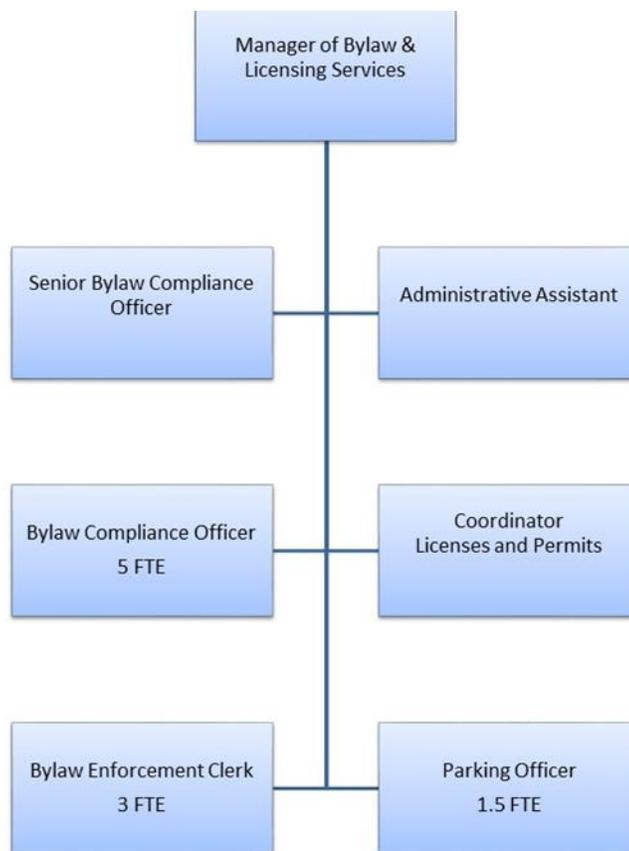 Manager of Bylaw &
Licensing Services
Senior Bylaw Compliance
Officer
Administrative Assistant
Bylaw Compliance Officer
5 FTE
Coordinator
Licenses and Permits
Bylaw Enforcement Clerk
3 FTE
Parking Officer
1.5 FTE